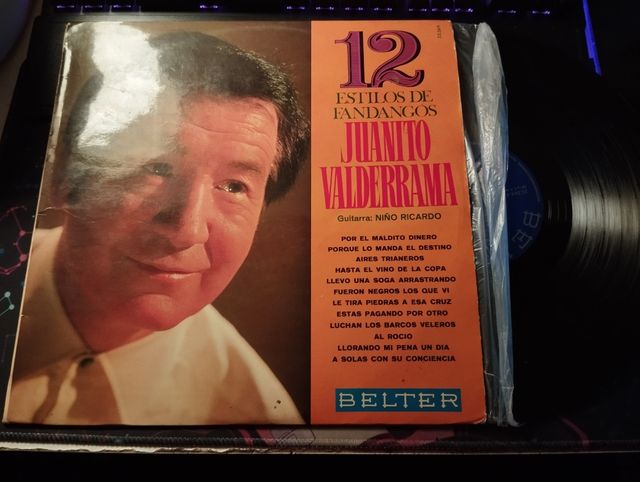 12
ESTILOS DE
FANDANGOS
JUANITO
VALDERRAMA
Guitarra: NIÑO RICARDO
POR EL MALDITO DINERO
PORQUE LO MANDA EL DESTINO
AIRES TRIANEROS
HASTA EL VINO DE LA COPA
LLEVO UNA SOGA ARRASTRANDO
FUERON NEGROS LOS QUE VI
LE TIRA PIEDRAS A ESA CRUZ
ESTAS PAGANDO POR OTRO
LUCHAN LOS BARCOS VELEROS
AL ROCIO
LLORANDO MI PENA UN DIA
A SOLAS CON SU CONCIENCIA
BELTER